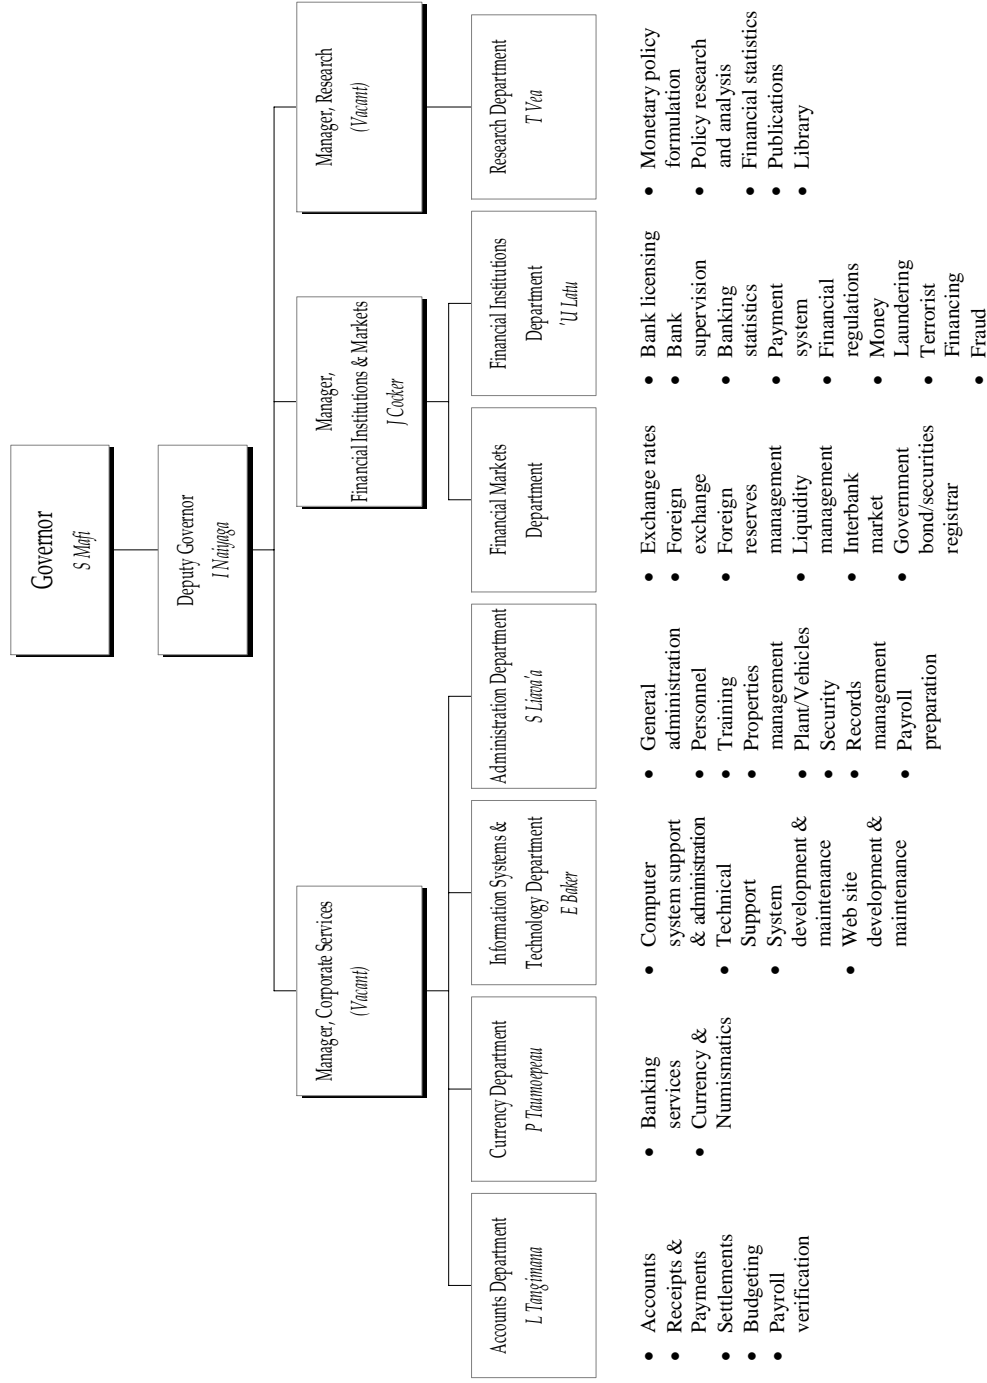 Governor
S Mafi
Deputy Governor
I Naiyaga
Manager, Corporate Services
(Vacant)
Manager,
Financial Institutions & Markets
J Cocker
Manager, Research
(Vacant)
Accounts Department
L Tangimana
Currency Department
P Taumoepeau
Information Systems &
Technology Department
E Baker
Administration Department
S Liava'a
Financial Markets
Department
Financial Institutions
Department
'U Latu
Research Department
T Vea
• Accounts
• Receipts &
Payments
• Settlements
• Budgeting
• Payroll
verification
• Banking
services
• Currency &
Numismatics
• Computer
system support
& administration
• Technical
Support
• System
development &
maintenance
• Web site
development &
maintenance
• General
administration
• Personnel
• Training
• Properties
management
• Plant/Vehicles
• Security
• Records
management
• Payroll
preparation
• Exchange rates
• Foreign
exchange
• Foreign
reserves
management
• Liquidity
management
• Interbank
market
• Government
bond/securities
registrar
• Bank licensing
• Bank
supervision
• Banking
statistics
• Payment
system
• Financial
regulations
• Money
Laundering
• Terrorist
Financing
• Fraud
• Monetary policy
formulation
• Policy research
and analysis
• Financial statistics
• Publications
• Library